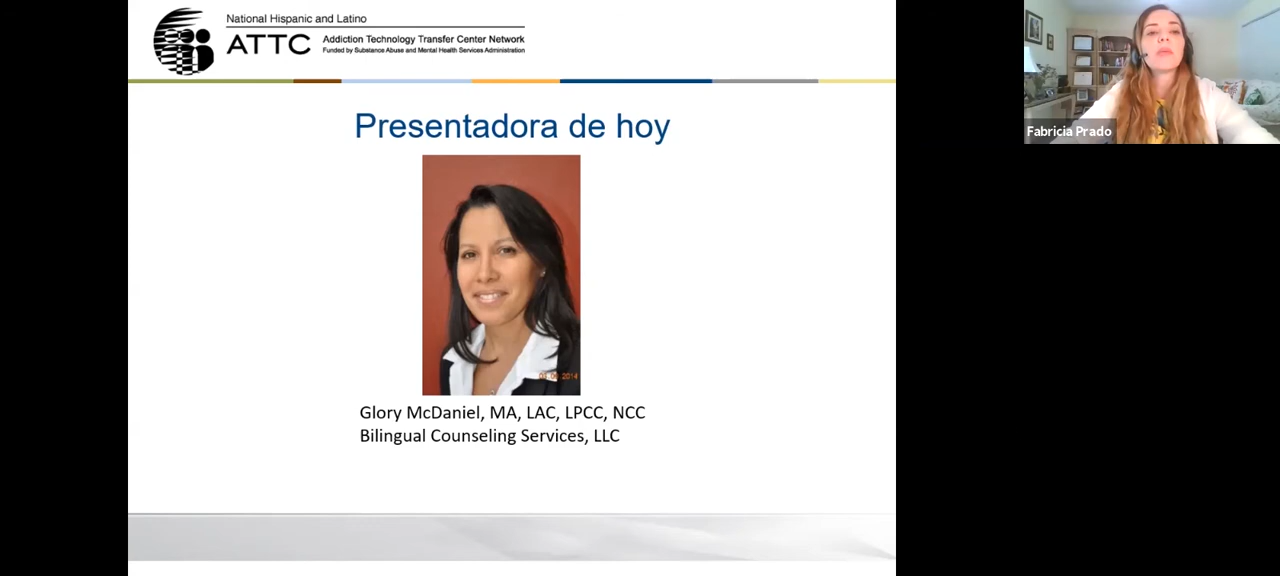 National Hispanic and Latino
ATTC
Addiction Technology Transfer Center Network
Funded by Substance Abuse and Mental Health Services Administration
Fabricia Prado
Presentadora de hoy
Glory McDaniel, MA, LAC, LPCC, NCC
Bilingual Counseling Services, LLC